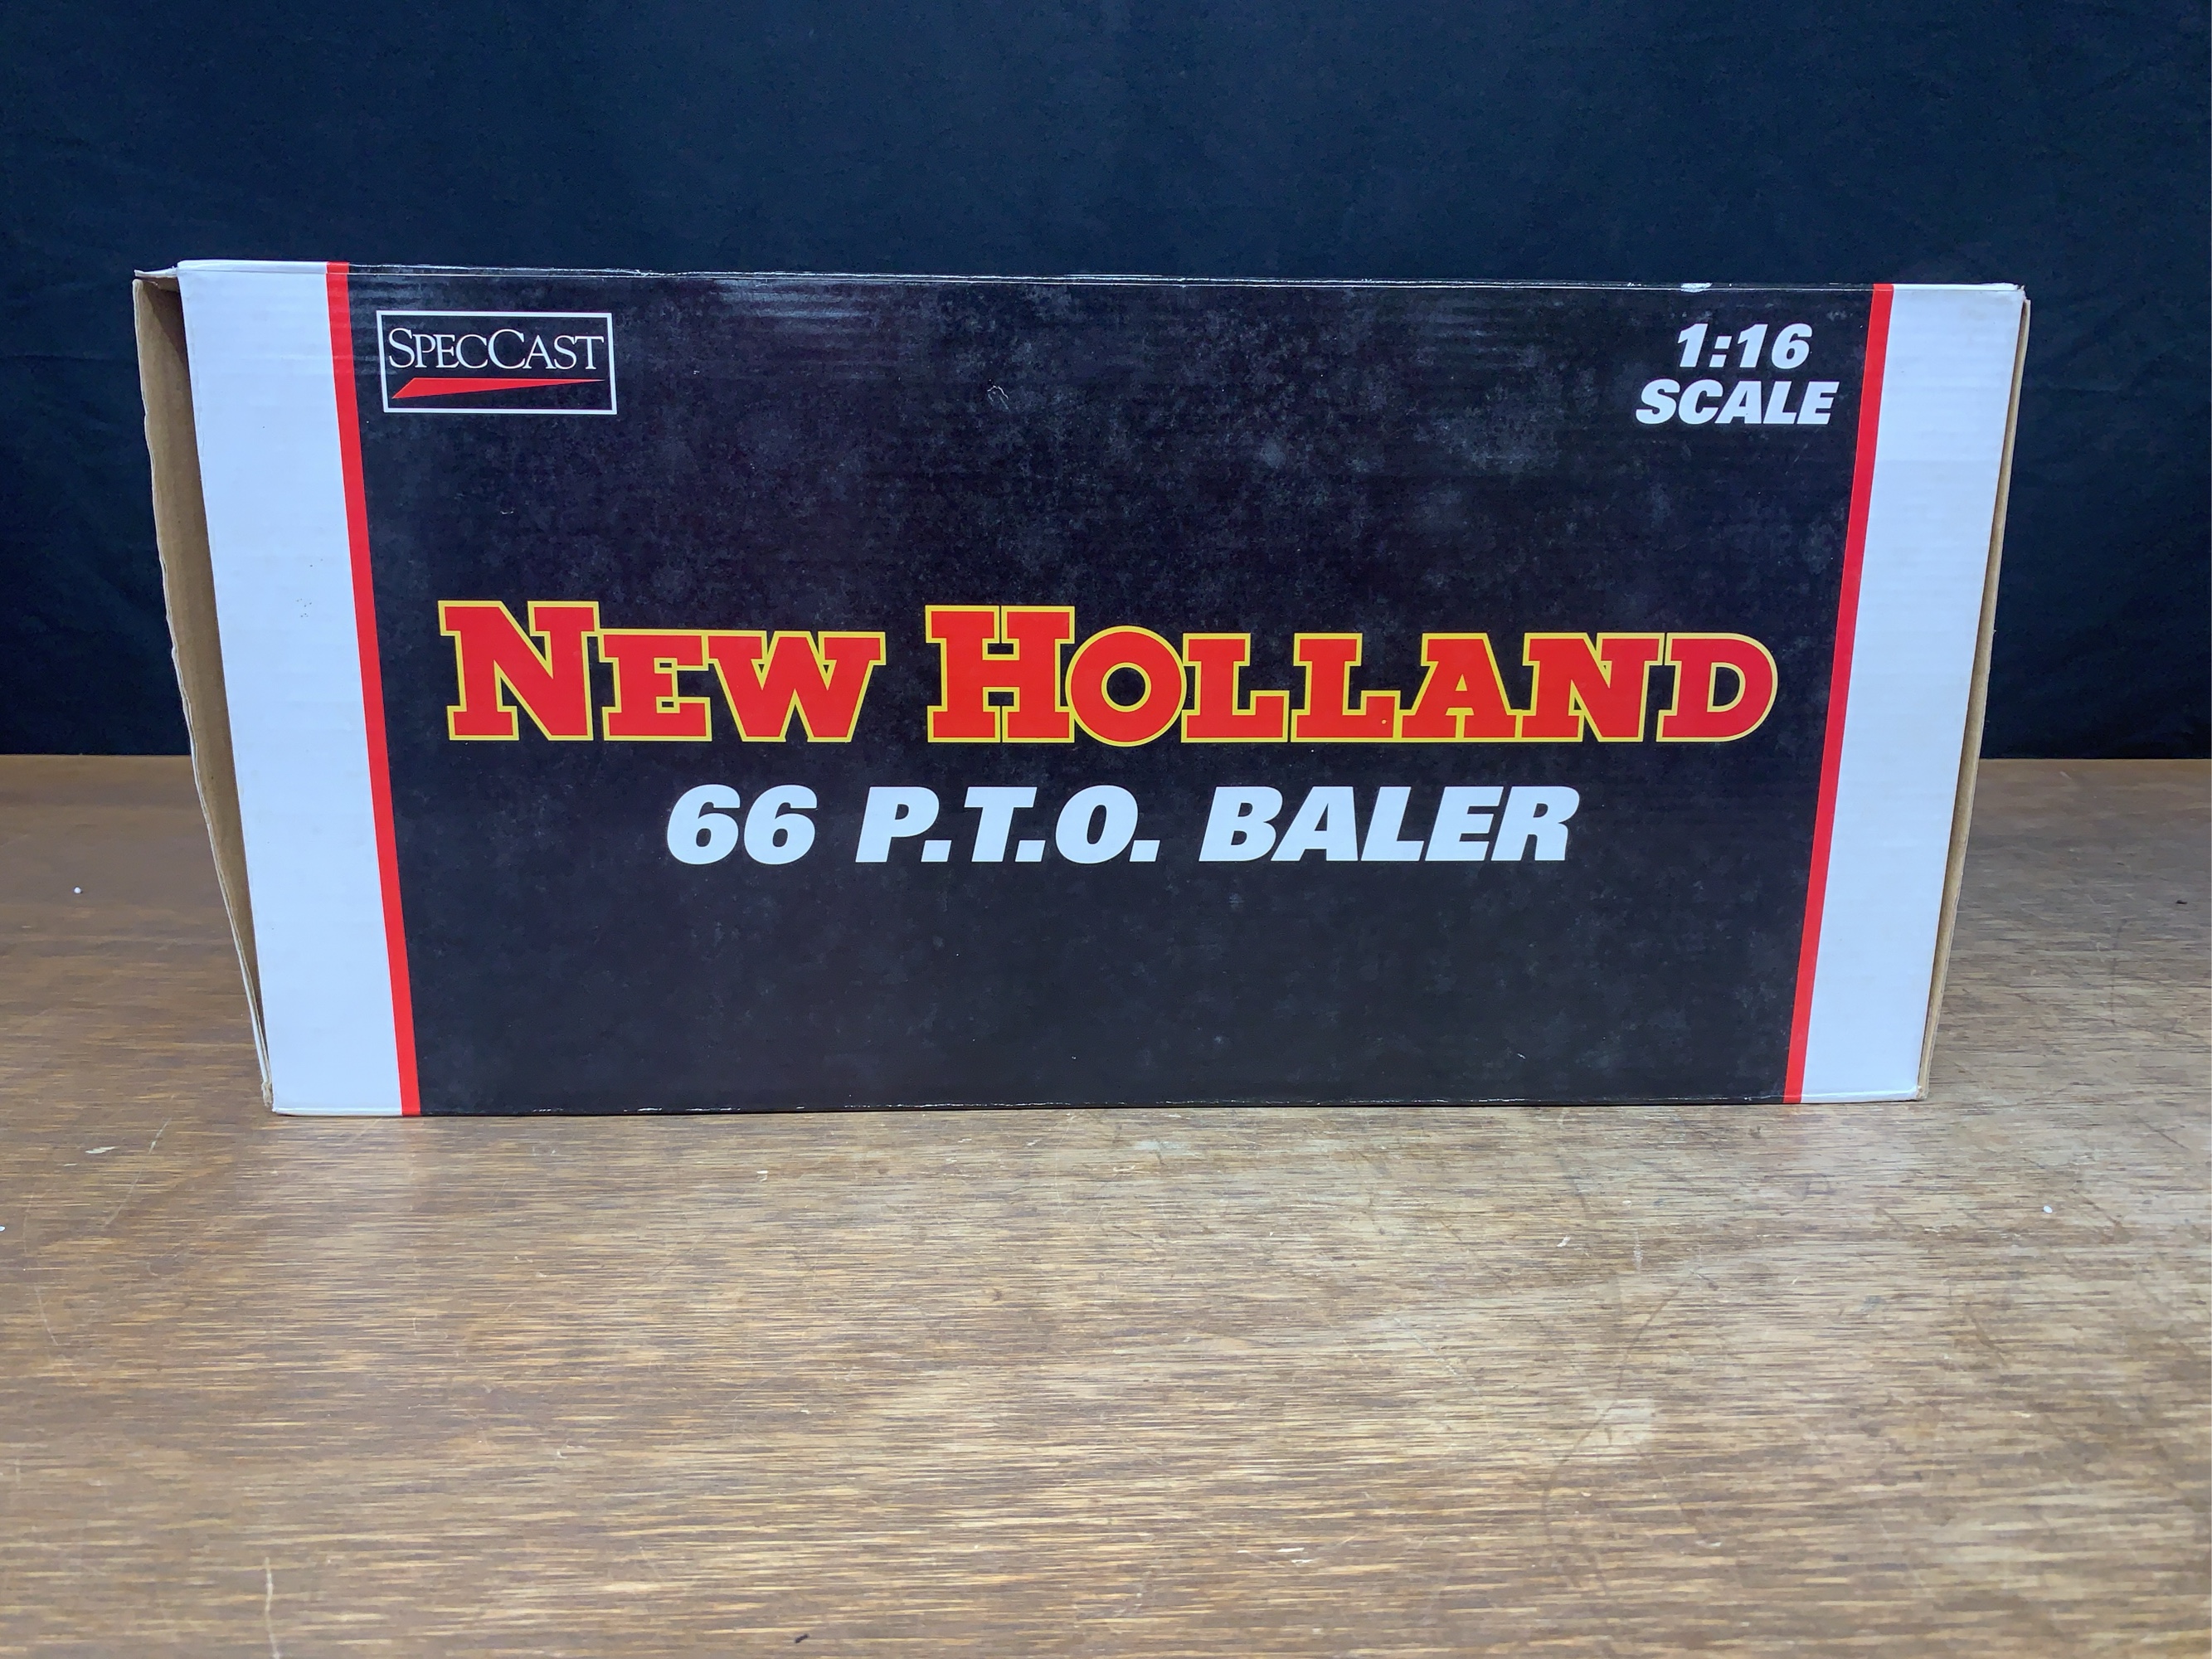 SPECCAST
1:16
SCALE
NEW HOLLAND
66 P.T.O. BALER